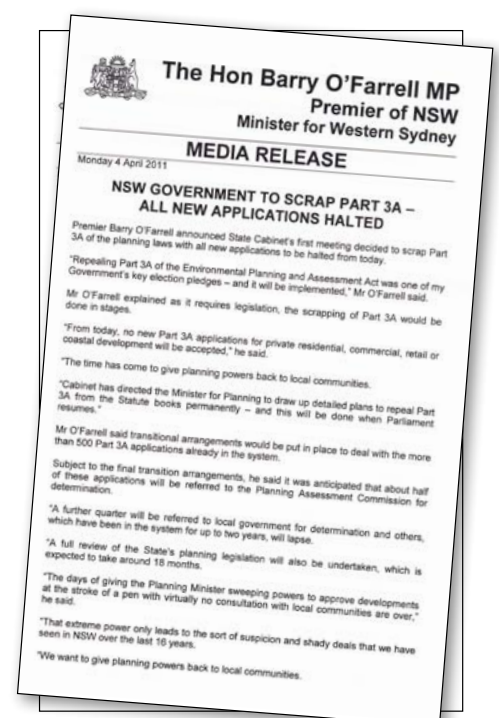 The Hon Barry O'Farrell MP
Premier of NSW
Minister for Western Sydney
MEDIA RELEASE
Monday 4 April 2011
NSW GOVERNMENT TO SCRAP PART 3A –
ALL NEW APPLICATIONS HALTED
Premier Barry O'Farrell announced State Cabinet's first meeting decided to scrap Part
3A of the planning laws with all new applications to be halted from today.
"Repealing Part 3A of the Environmental Planning and Assessment Act was one of my
Government's key election pledges – and it will be implemented," Mr O'Farrell said.
Mr O'Farrell explained as it requires legislation, the scrapping of Part 3A would be
done in stages.
"From today, no new Part 3A applications for private residential, commercial, retail or
coastal development will be accepted," he said.
"The time has come to give planning powers back to local communities.
"Cabinet has directed the Minister for Planning to draw up detailed plans to repeal Part
3A from the Statute books permanently – and this will be done when Parliament
resumes."
Mr O'Farrell said transitional arrangements would be put in place to deal with the more
than 500 Part 3A applications already in the system.
Subject to the final transition arrangements, he said it was anticipated that about half
of these applications will be referred to the Planning Assessment Commission for
determination.
"A further quarter will be referred to local government for determination and others,
which have been in the system for up to two years, will lapse.
"A full review of the State's planning legislation will also be undertaken, which is
expected to take around 18 months.
"The days of giving the Planning Minister sweeping powers to approve developments
at the stroke of a pen with virtually no consultation with local communities are over,"
he said.
"That extreme power only leads to the sort of suspicion and shady deals that we have
seen in NSW over the last 16 years.
"We want to give planning powers back to local communities.